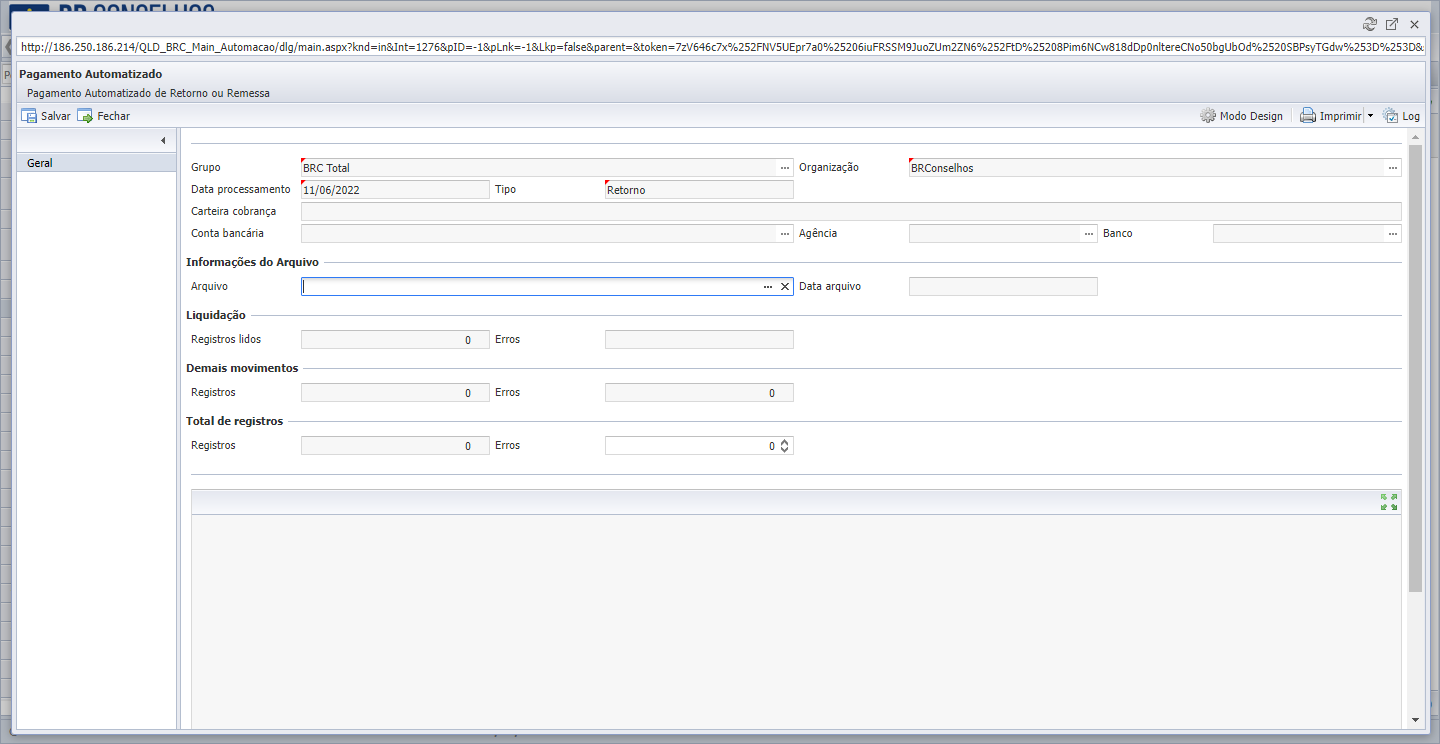 http://186.250.186.214/QLD_BRC_Main_Automacao/dlg/main.aspx?knd=in&Int=1276&pID=-1&pLnk=-1&Lkp=false&parent=&token=7zV646c7x%252FNV5UEpr7a0%25206iuFRSSM9JuoZUm2ZN6%252FtD%25208Pim6NCw818dDp0nltereCNo50bgUbOd%2520SBPsyTGdw%253D%253D&
Pagamento Automatizado
Pagamento Automatizado de Retorno ou Remessa
Salvar Fechar Modo Design Imprimir Log
Geral
Grupo BRC Total Organização BRConselhos
Data processamento 11/06/2022 Tipo Retorno
Carteira cobrança
Conta bancária Agência Banco
Informações do Arquivo
Arquivo Data arquivo
Liquidação
Registros lidos 0 Erros
Demais movimentos
Registros 0 Erros 0
Total de registros
Registros 0 Erros 0